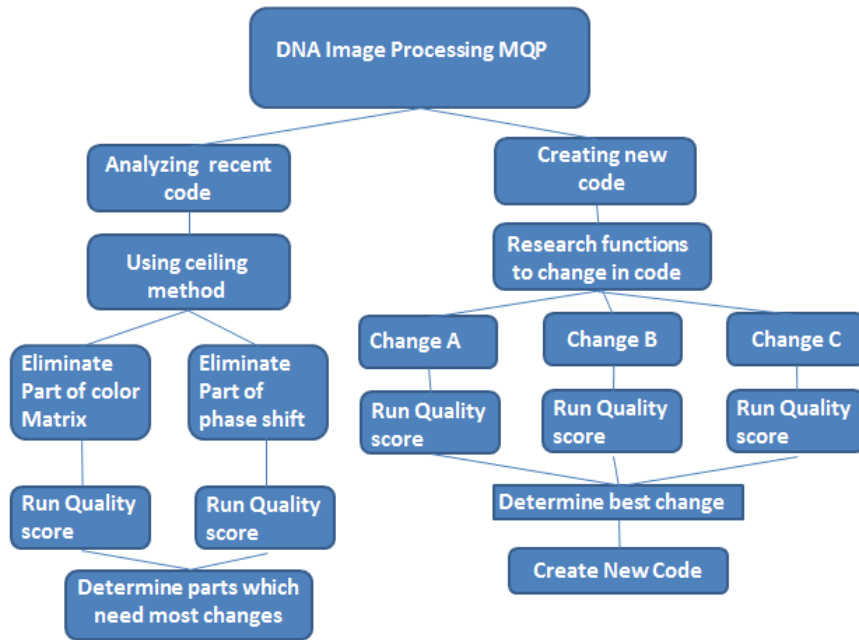 DNA Image Processing MQP
Analyzing recent
code
Using ceiling
method
Eliminate
Part of color
Matrix
Eliminate
Part of
phase shift
Run Quality
score
Run Quality
score
Determine parts which
need most changes
Creating new
code
Research functions
to change in code
Change A
Change B
Change C
Run Quality
score
Run Quality
score
Run Quality
score
Determine best change
Create New Code